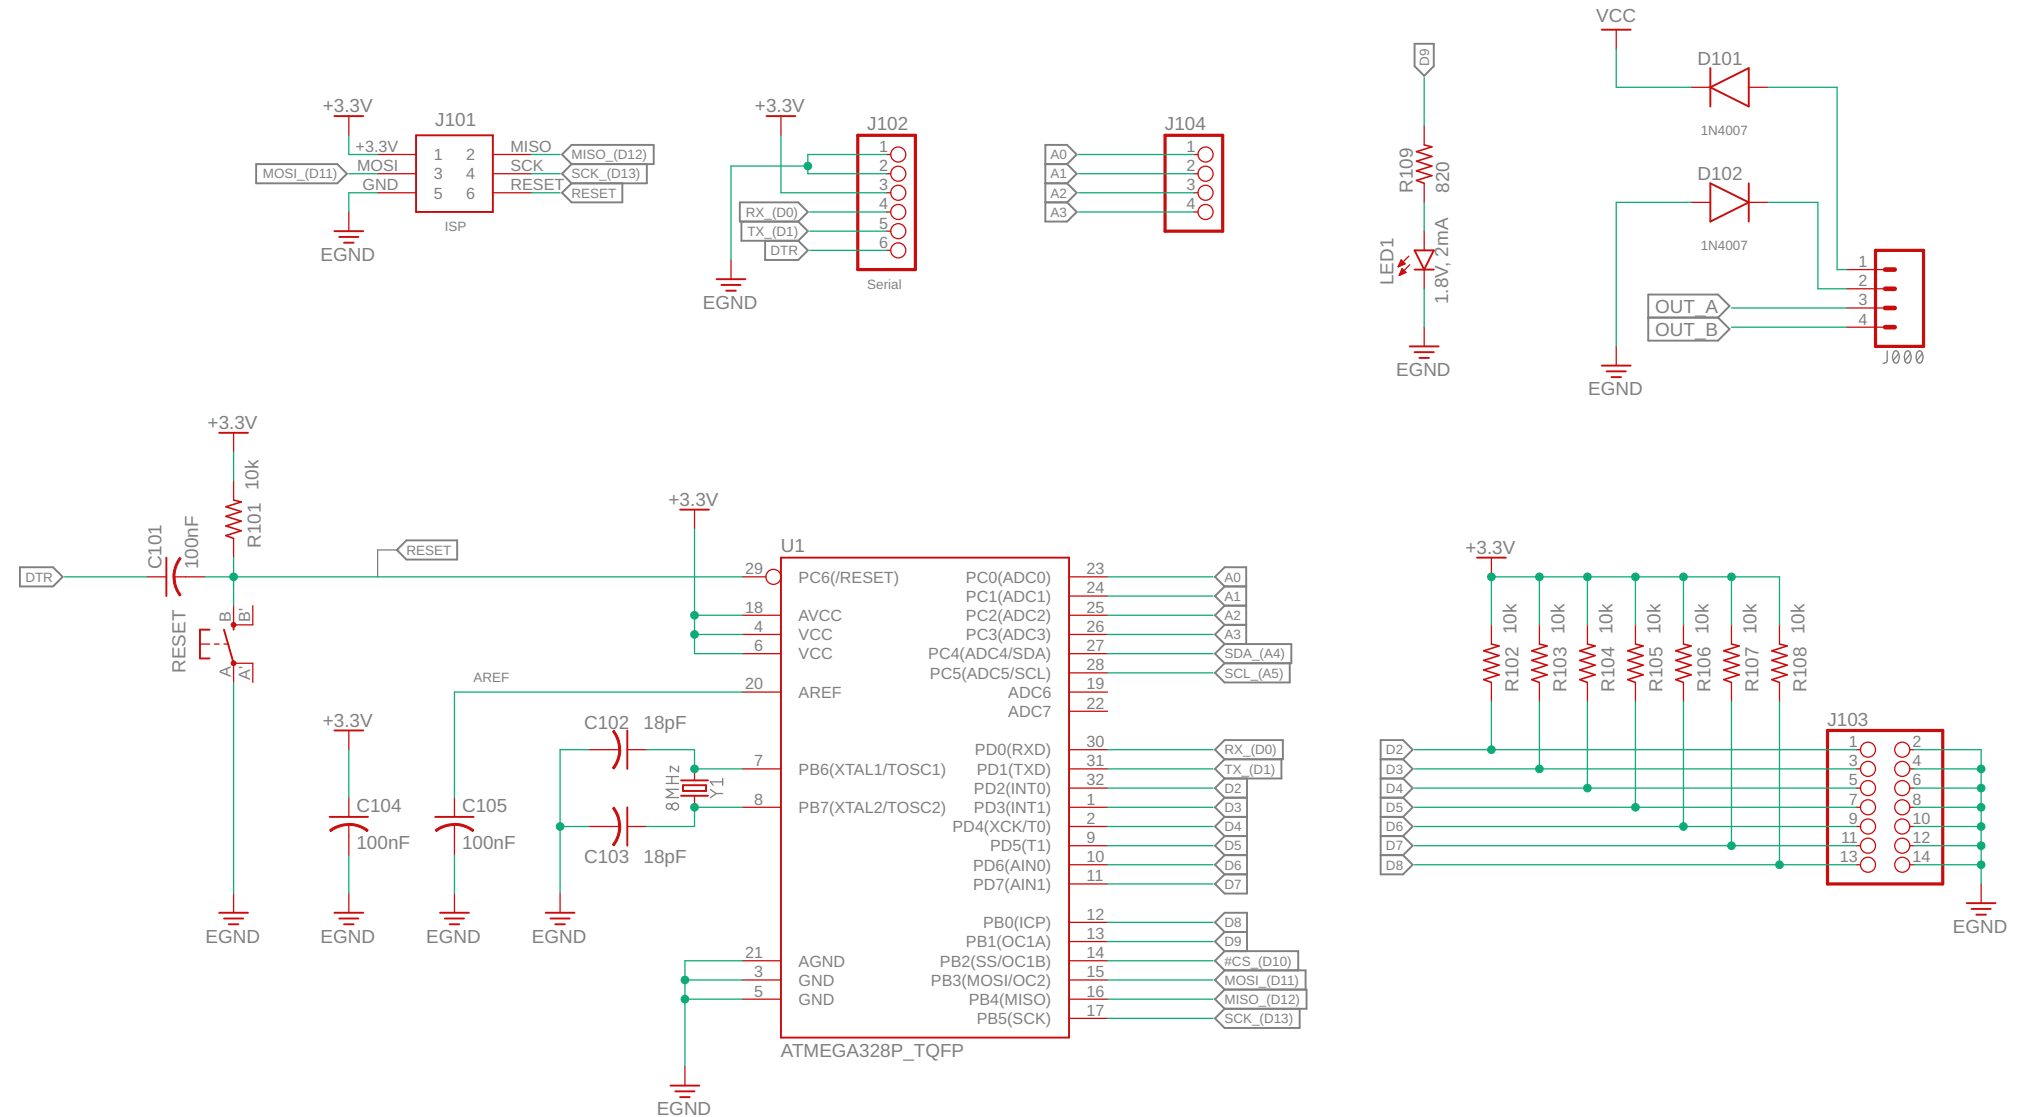 VCC
D9
D101
1N4007
+3.3V
J101
+3.3V 1 2 MISO MISO_(D12)
MOSI_(D11) MOSI 3 4 SCK SCK_(D13)
GND 5 6 RESET RESET
ISP
EGND
+3.3V
J102
1
2
3
RX_(D0) 4
TX_(D1) 5
DTR 6
Serial
EGND
J104
A0 1
A1 2
A2 3
A3 4
R109
820
LED1
1.8V, 2mA
EGND
D102
1N4007
1
2
OUT_A 3
OUT_B 4
J000
EGND
+3.3V
10k
R101
C101
100nF
DTR
RESET
RESET
B B'
A A'
EGND
+3.3V
C104
100nF
EGND
AREF
C105
100nF
EGND
C102 18pF
8MHz
Y1
C103 18pF
EGND
+3.3V
U1
29 PC6(/RESET)
18 AVCC
4 VCC
6 VCC
20 AREF
7 PB6(XTAL1/TOSC1)
8 PB7(XTAL2/TOSC2)
21 AGND
3 GND
5 GND
EGND
PC0(ADC0) 23 A0
PC1(ADC1) 24 A1
PC2(ADC2) 25 A2
PC3(ADC3) 26 A3
PC4(ADC4/SDA) 27 SDA_(A4)
PC5(ADC5/SCL) 28 SCL_(A5)
ADC6 19
ADC7 22
PD0(RXD) 30 RX_(D0)
PD1(TXD) 31 TX_(D1)
PD2(INT0) 32 D2
PD3(INT1) 1 D3
PD4(XCK/T0) 2 D4
PD5(T1) 9 D5
PD6(AIN0) 10 D6
PD7(AIN1) 11 D7
PB0(ICP) 12 D8
PB1(OC1A) 13 D9
PB2(SS/OC1B) 14 #CS_(D10)
PB3(MOSI/OC2) 15 MOSI_(D11)
PB4(MISO) 16 MISO_(D12)
PB5(SCK) 17 SCK_(D13)
ATMEGA328P_TQFP
+3.3V
10k 10k 10k 10k 10k 10k 10k
R102 R103 R104 R105 R106 R107 R108
J103
D2 1 2
D3 3 4
D4 5 6
D5 7 8
D6 9 10
D7 11 12
D8 13 14
EGND